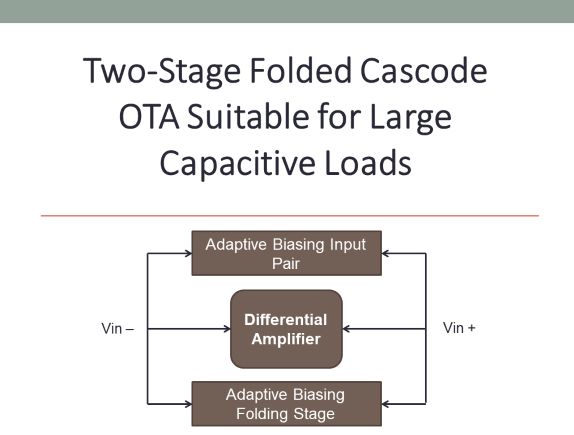 Two-Stage Folded Cascode
OTA Suitable for Large
Capacitive Loads
Adaptive Biasing Input
Pair
Differential
Amplifier
Vin –
Vin +
Adaptive Biasing
Folding Stage